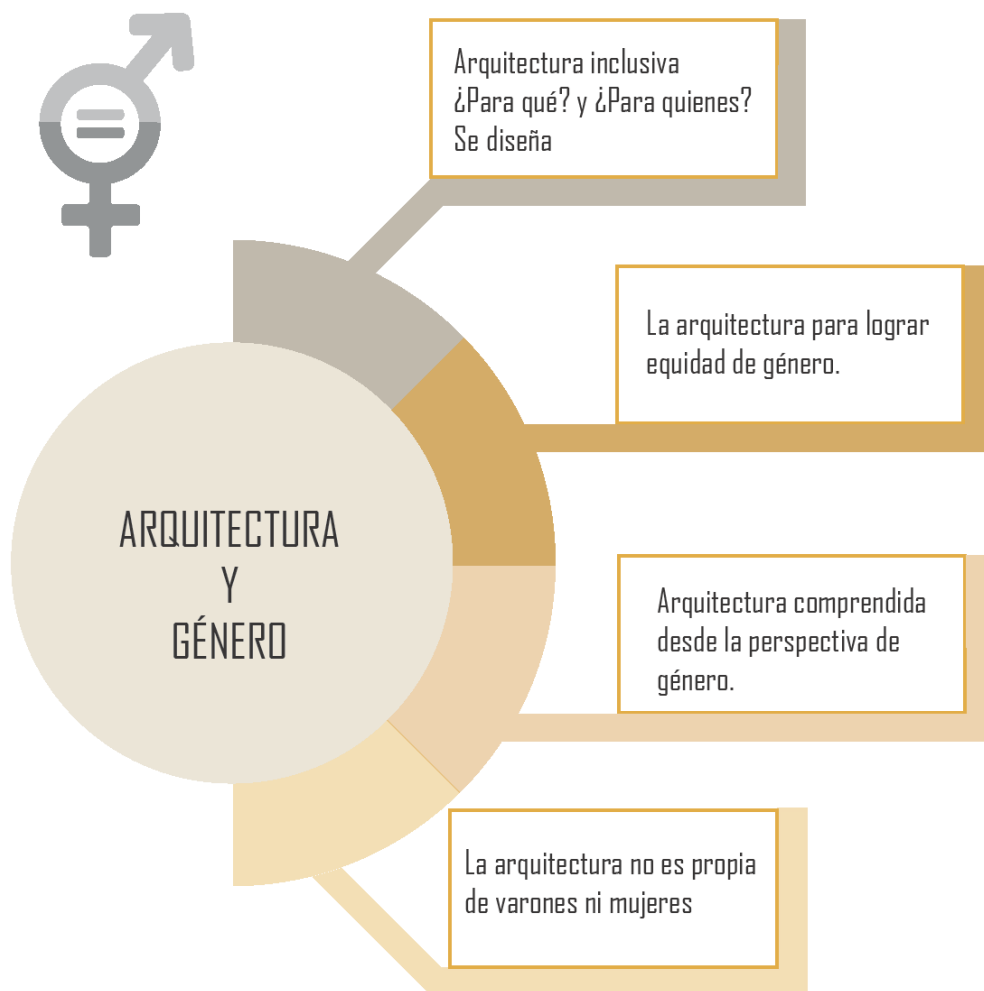 Arquitectura inclusiva
¿Para qué? y ¿Para quienes?
Se diseña
La arquitectura para lograr
equidad de género.
ARQUITECTURA
Y
GÉNERO
Arquitectura comprendida
desde la perspectiva de
género.
La arquitectura no es propia
de varones ni mujeres